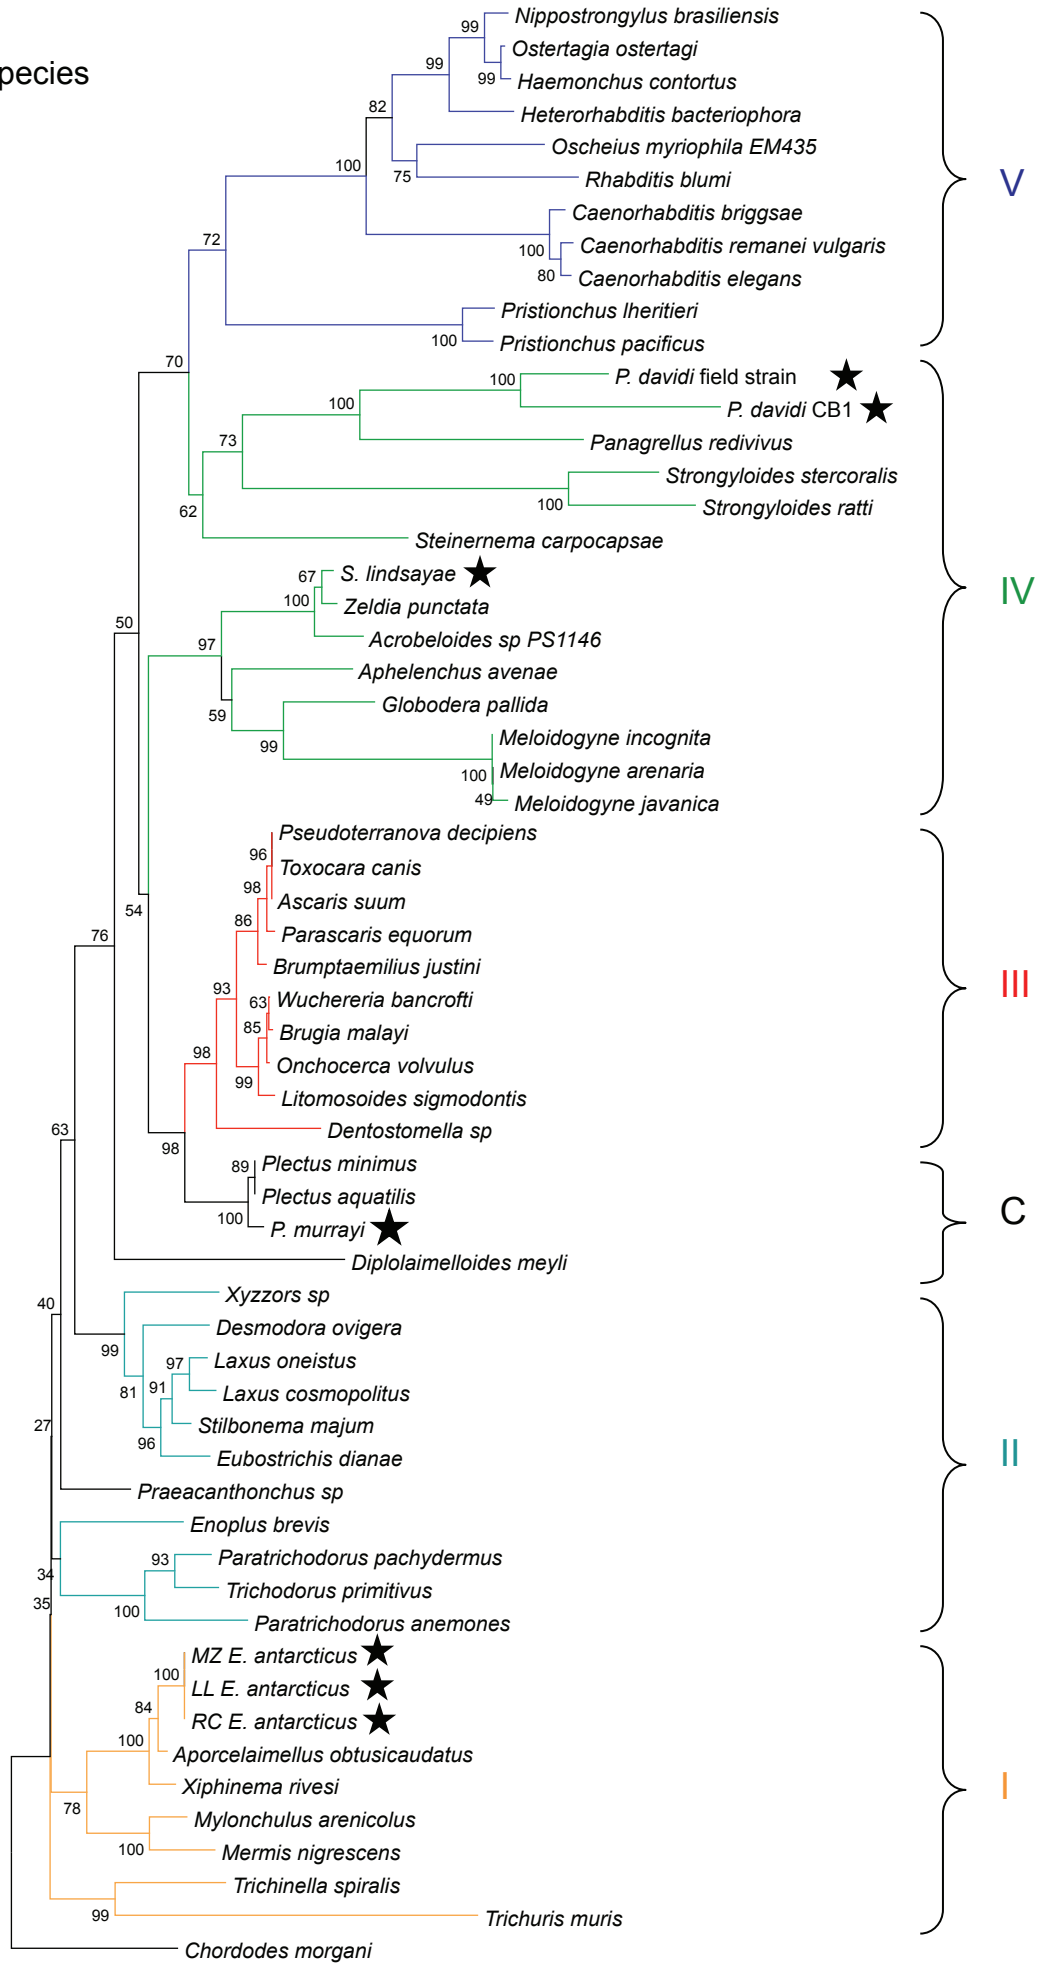 99
Nippostrongylus brasiliensis
Ostertagia ostertagi
pecies
99
99
Haemonchus contortus
82
Heterorhabditis bacteriophora
Oscheius myriophila EM435
100
75
Rhabditis blumi
V
Caenorhabditis briggsae
72
100
Caenorhabditis remanei vulgaris
80
Caenorhabditis elegans
Pristionchus lheritieri
100
Pristionchus pacificus
70
100
P. davidi field strain
100
P. davidi CB1
73
Panagrellus redivivus
Strongyloides stercoralis
100
Strongyloides ratti
62
Steinernema carpocapsae
67
S. lindsayae
IV
100
Zeldia punctata
50
97
Acrobeloides sp PS1146
Aphelenchus avenae
59
Globodera pallida
99
Meloidogyne incognita
100
Meloidogyne arenaria
49
Meloidogyne javanica
Pseudoterranova decipiens
96
Toxocara canis
98
Ascaris suum
54
86
Parascaris equorum
76
Brumptaemilius justini
93
63
Wuchereria bancrofti
III
85
Brugia malayi
98
Onchocerca volvulus
99
Litomosoides sigmodontis
63
Dentostomella sp
98
89
Plectus minimus
Plectus aquatilis
100
P. murrayi
C
Diplolaimelloides meyli
40
Xyzzors sp
99
Desmodora ovigera
97
Laxus oneistus
81
91
Laxus cosmopolitus
27
Stilbonema majum
96
Eubostrichis dianae
II
Praeacanthonchus sp
Enoplus brevis
34
93
Paratrichodorus pachydermus
35
Trichodorus primitivus
100
Paratrichodorus anemones
MZ E. antarcticus
100
LL E. antarcticus
84
RC E. antarcticus
100
Aporcelaimellus obtusicaudatus
Xiphinema rivesi
I
78
Mylonchulus arenicolus
100
Mermis nigrescens
Trichinella spiralis
99
Trichuris muris
Chordodes morgani